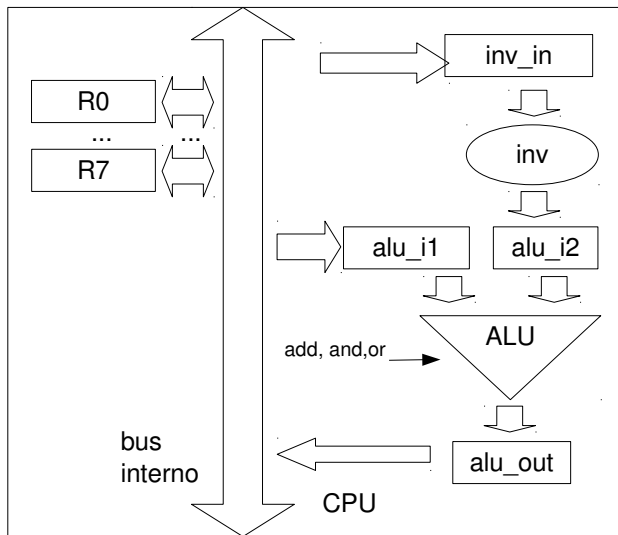 inv_in
R0
...
...
R7
inv
alu_i1
alu_i2
ALU
add, and,or
bus
interno
CPU
alu_out